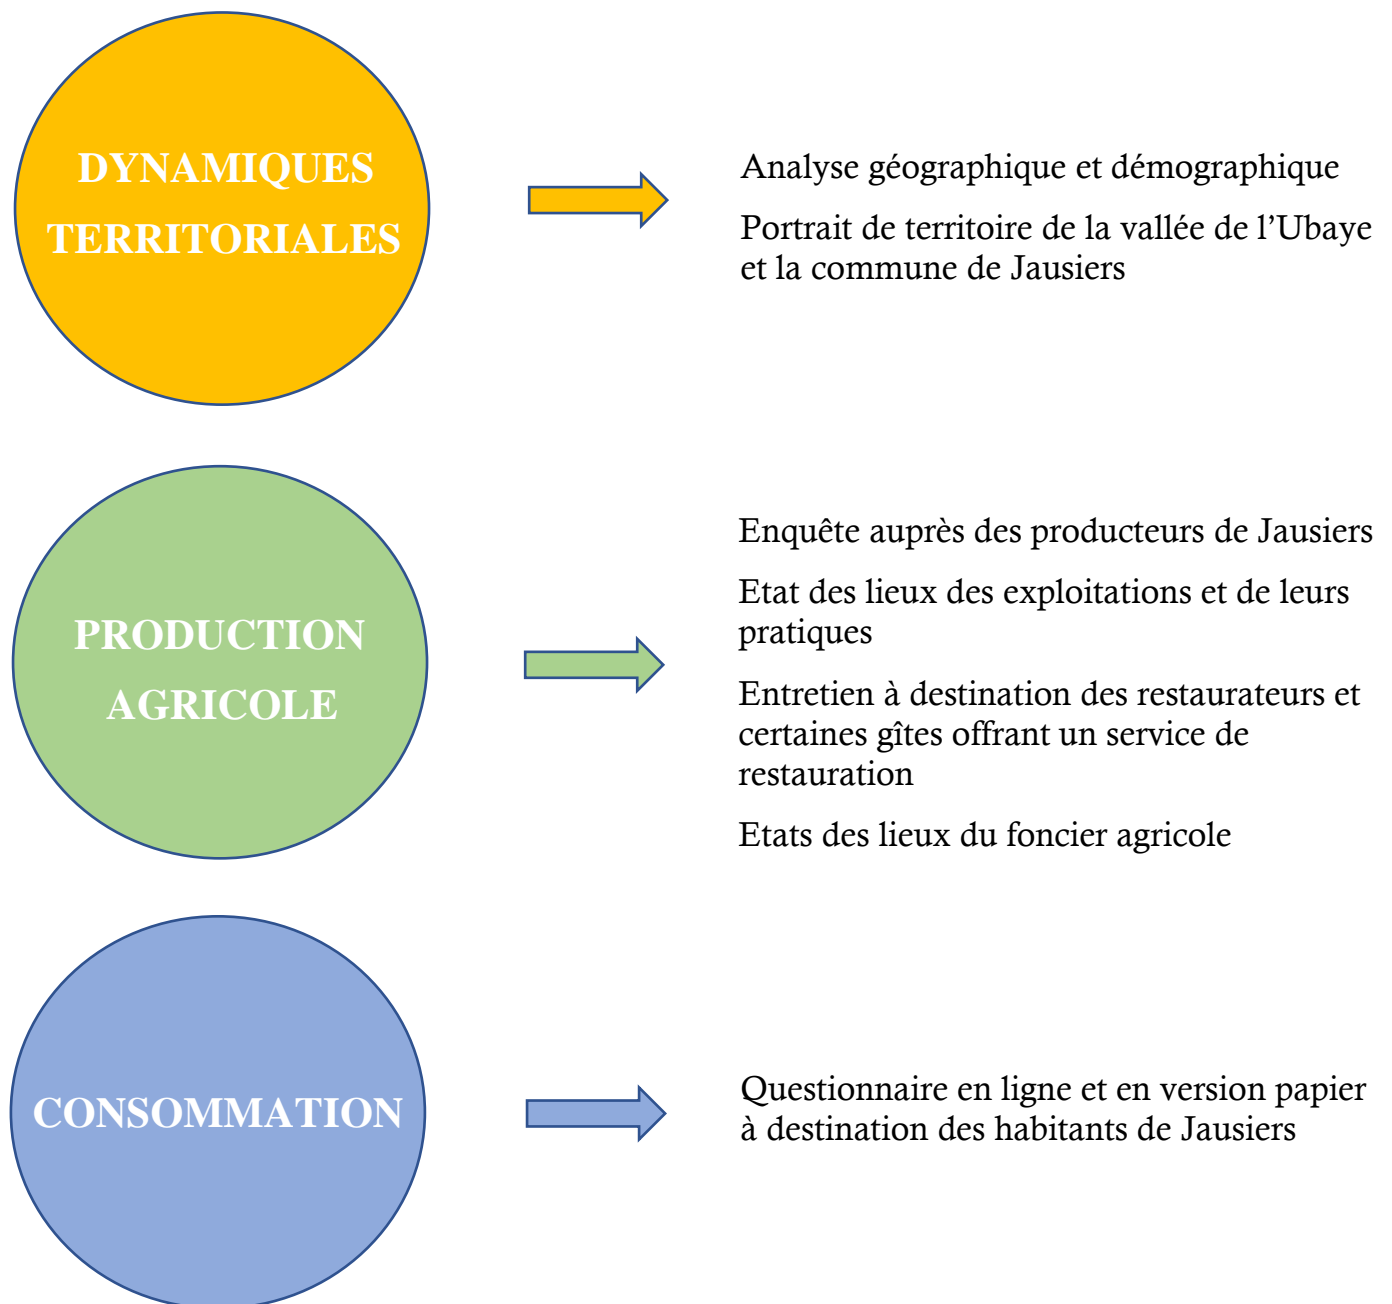 DYNAMIQUES
TERRITORIALES
Analyse géographique et démographique
Portrait de territoire de la vallée de l’Ubaye
et la commune de Jausiers
PRODUCTION
AGRICOLE
Enquête auprès des producteurs de Jausiers
Etat des lieux des exploitations et de leurs
pratiques
Entretien à destination des restaurateurs et
certaines gîtes offrant un service de
restauration
Etats des lieux du foncier agricole
CONSOMMATION
Questionnaire en ligne et en version papier
à destination des habitants de Jausiers